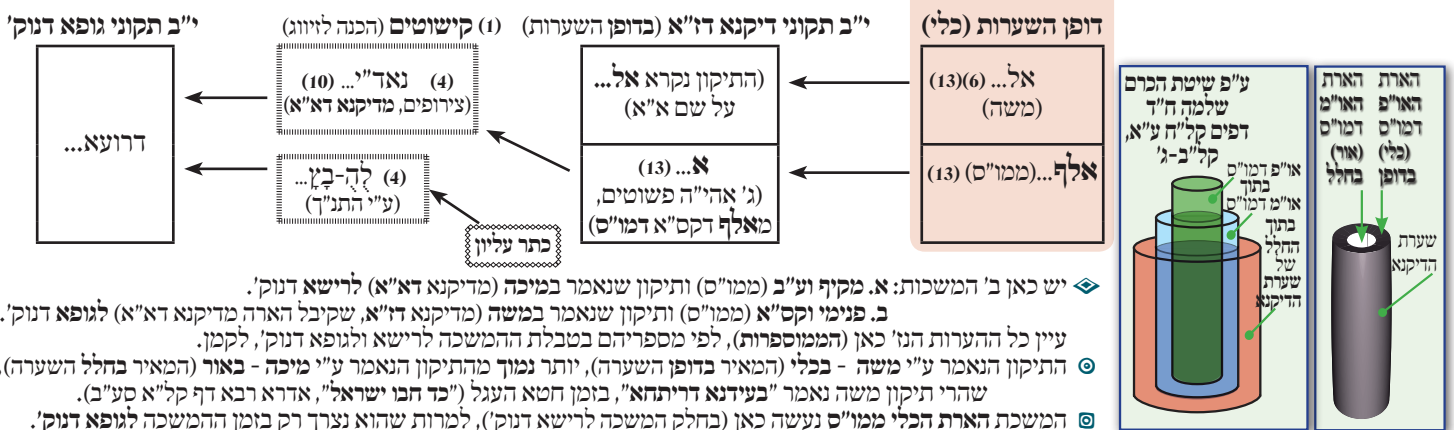 דופן השערות (כלי)
י"ב תקוני דיקנא דז"א (בדופן השערות)
(1) קישוטים (הכנה לזיווג)
י"ב תקוני גופא דנוק'
אל... (6)(13)
(משה)
אלף...(ממו"ס) (13)
(התיקון נקרא אל...
על שם א"א)
א... (13)
(ג' אהי"ה פשוטים,
מאלף דקס"א דמו"ס)
(4) נאד"י... (10)
(צירופים, מדיקנא דא"א)
(4) לָהָ-בָץָ...
(ע"י התנ"ך)
כתר עליון
דרועא...
הארת האו"פ דמו"ס (כלי) בדופן
הארת האו"מ דמו"ס (אור) בחלל
שערת
הדיקנא
ע"פ שיטת הכרם
שלמה ח"ד
דפים קל"ח ע"א,
קל"ב-ג'
או"פ דמו"ס
בתוך
או"מ דמו"ס
בתוך
החלל
של
שערת
הדיקנא
יש כאן ב' המשכות: א. מקיף וע"ב (ממו"ס) ותיקון שנאמר במיכה (מדיקנא דא"א) לרישא דנוק'.
ב. פנימי וקס"א (ממו"ס) ותיקון שנאמר במשה (מדיקנא דז"א, שקיבל הארה מדיקנא דא"א) לגופא דנוק'.
עיין כל ההערות הנז' כאן (הממוספרות), לפי מספריהם בטבלת ההמשכה לרישא ולגופא דנוק', לקמן.
התיקון הנאמר ע"י משה - בכלי (המאיר בדופן השערה), יותר נמוך מהתיקון הנאמר ע"י מיכה - באור (המאיר בחלל השערה),
שהרי תיקון משה נאמר "בעידנא דריתחא", בזמן חטא העגל ("כד חבו ישראל", אדרא רבא דף קל"א סע"ב).
המשכת הארת הכלי ממו"ס נעשה כאן (בחלק המשכה לרישא דנוק'), למרות שהוא נצרך רק בזמן ההמשכה לגופא דנוק'.